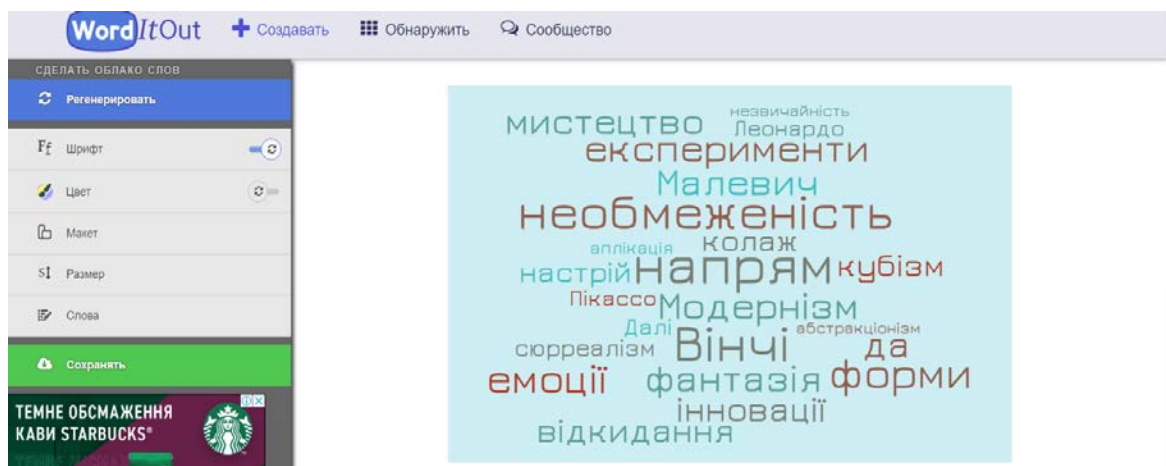 WordItOut + Создавать Обнаружить Сообщество
СДЕЛАТЬ ОБЛАКО СЛОВ
Регенерировать
Ff Шрифт
Цвет
Макет
SI Размер
Слова
Сохранять
ТЕМНЕ ОБСМАЖЕННЯ
КАВИ STARBUCKS®
незвичайність
мистецтво Леонардо
експерименти
Малевич
необмеженість
аплікація колаж
настрій напрям кубізм
Пікассо Модернізм
Далі абстракціонізм
сюрреалізм Вінчі да
емоції фантазія форми
інновації
відкидання